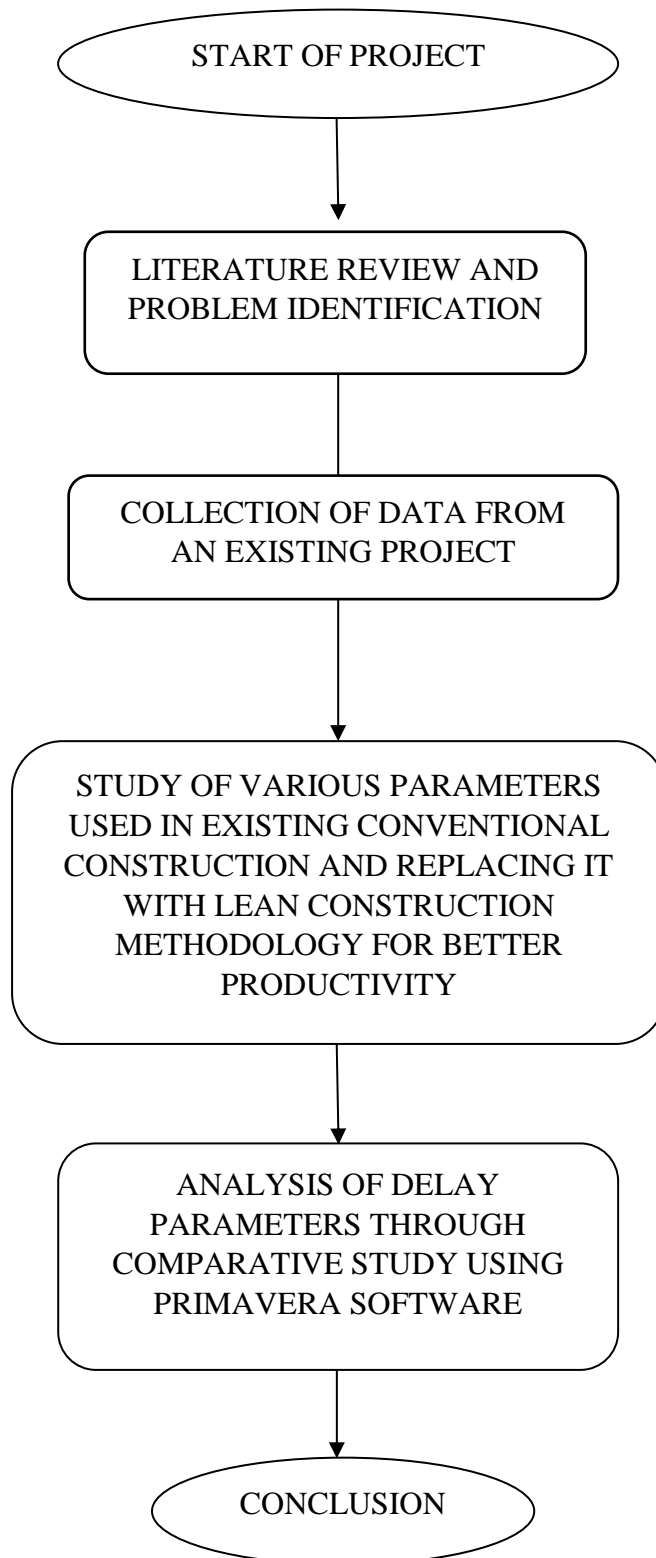 START OF PROJECT
LITERATURE REVIEW AND
PROBLEM IDENTIFICATION
COLLECTION OF DATA FROM
AN EXISTING PROJECT
STUDY OF VARIOUS PARAMETERS
USED IN EXISTING CONVENTIONAL
CONSTRUCTION AND REPLACING IT
WITH LEAN CONSTRUCTION
METHODOLOGY FOR BETTER
PRODUCTIVITY
ANALYSIS OF DELAY
PARAMETERS THROUGH
COMPARATIVE STUDY USING
PRIMAVERA SOFTWARE
CONCLUSION